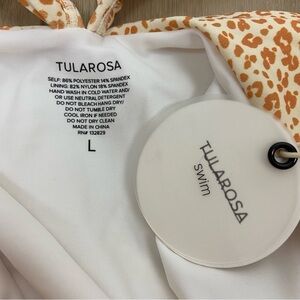 TULAROSA
SELF: 86% POLYESTER 14% SPANDEX
LINING: 82% NYLON 18% SPANDEX
HAND WASH IN COLD WATER AND/
OR USE NEUTRAL DETERGENT
DO NOT BLEACH HANG DRY/
DO NOT TUMBLE DRY
COOL IRON IF NEEDED
DO NOT DRY CLEAN
MADE IN CHINA
RN# 132829
L
TULAROSA
swim